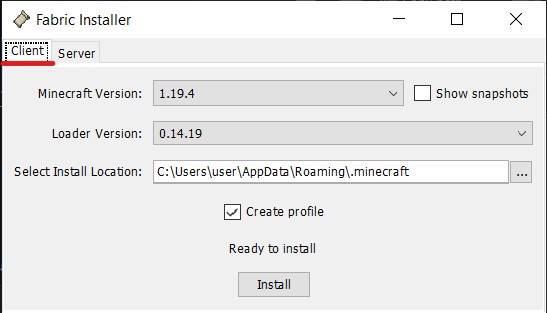 Fabric Installer
Client Server
Minecraft Version: 1.19.4 Show snapshots
Loader Version: 0.14.19
Select Install Location: C:\Users\user\AppData\Roaming\.minecraft ...
Create profile
Ready to install
Install